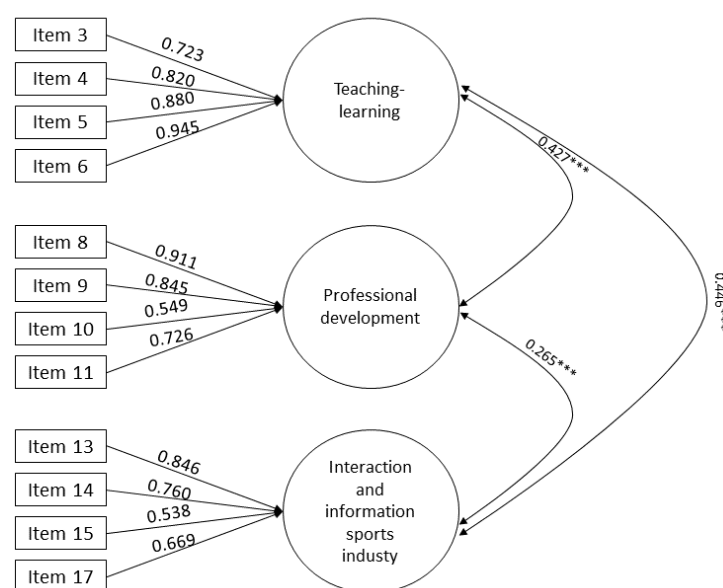 Item 3
0.723
Item 4
0.820
Item 5
0.880
Item 6
0.945
Teaching-
learning
0.427***
Item 8
0.911
Item 9
0.845
Item 10
0.549
Item 11
0.726
Professional
development
0.446***
0.265***
Item 13
0.846
Item 14
0.760
Item 15
0.538
Item 17
0.669
Interaction
and
information
sports
industy